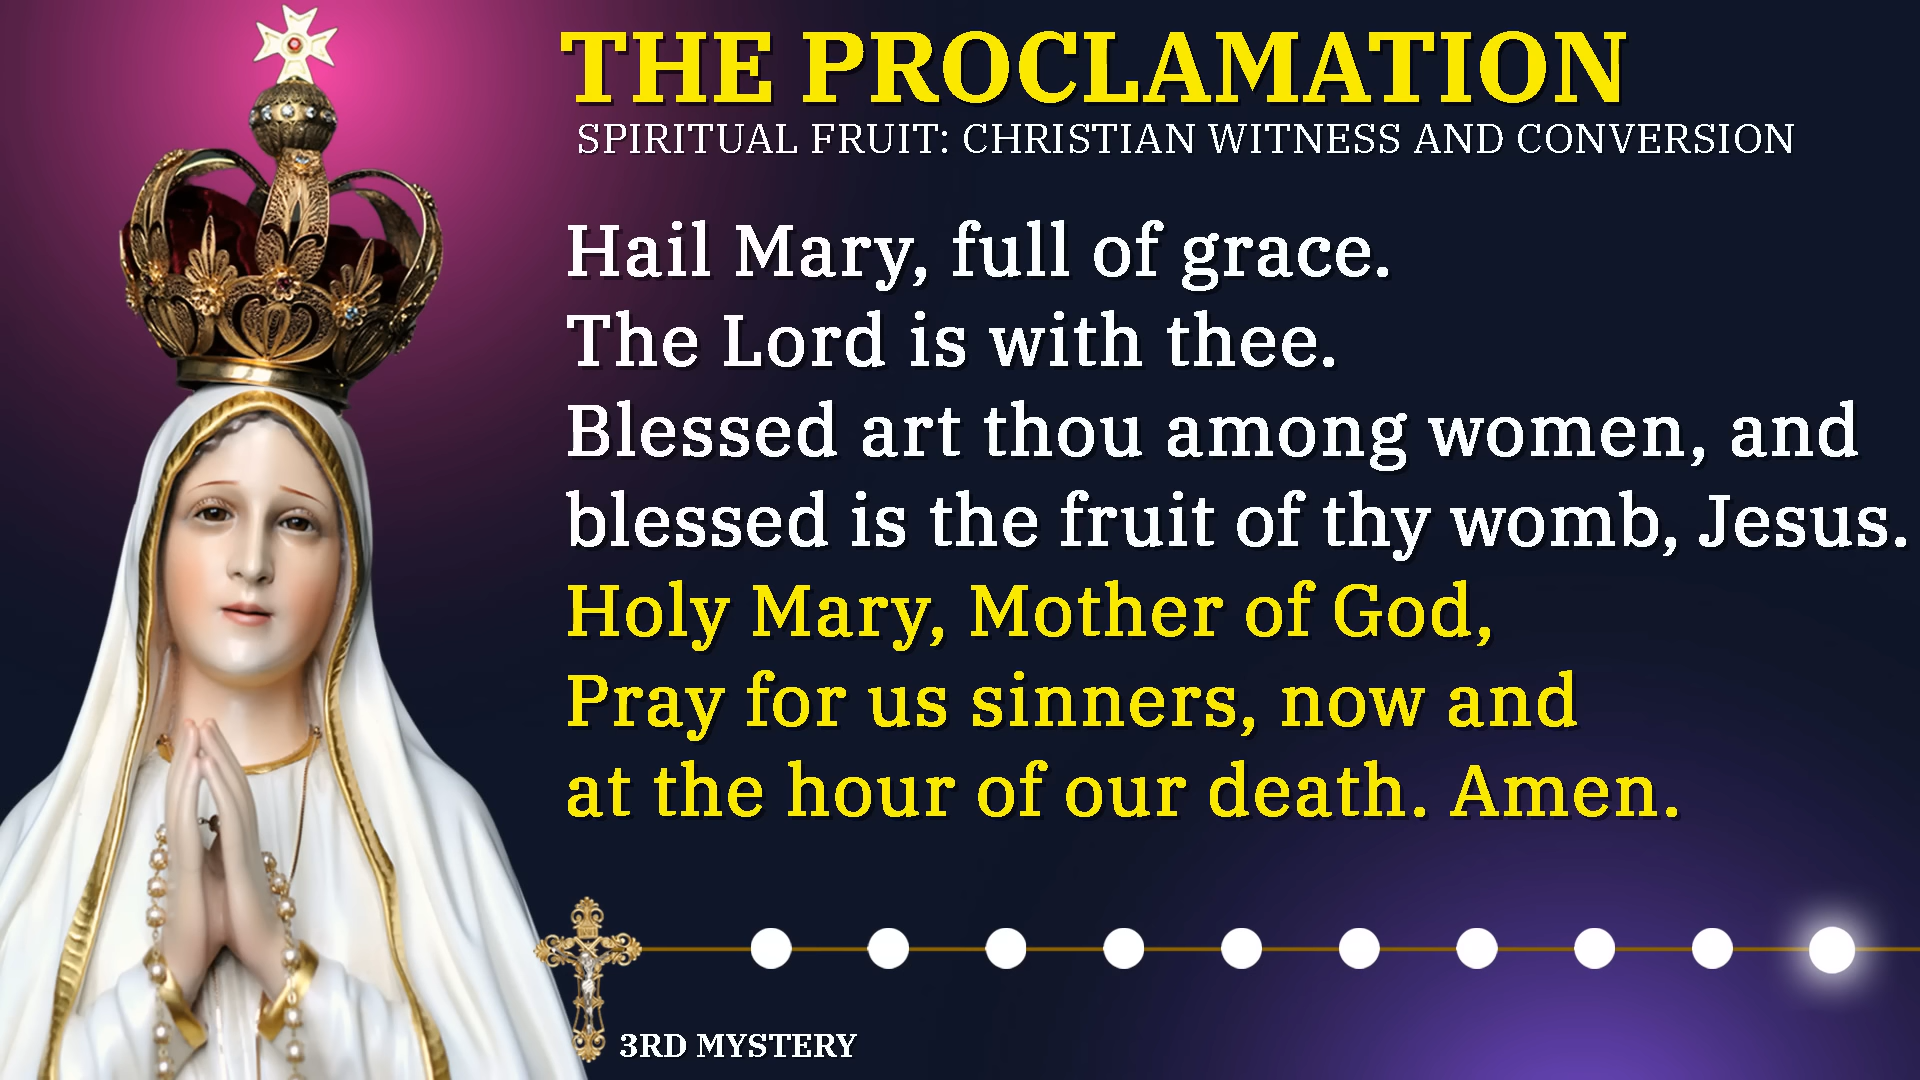 THE PROCLAMATION
SPIRITUAL FRUIT: CHRISTIAN WITNESS AND CONVERSION
Hail Mary, full of grace.
The Lord is with thee.
Blessed art thou among women, and
blessed is the fruit of thy womb, Jesus.
Holy Mary, Mother of God,
Pray for us sinners, now and
at the hour of our death. Amen.
3RD MYSTERY